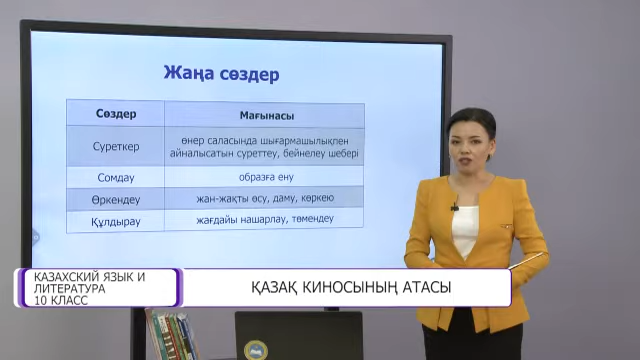 Жаңа сөздер
Сөздер Мағынасы
Суреткер өнер саласында шығармашылықпен
айналысатын суреттеу, бейнелеу шебері
Сомдау образға ену
Өркендеу жан-жақты өсу, даму, көркею
Құлдырау жағдайы нашарлау, төмендеу
КАЗАХСКИЙ ЯЗЫК И
ЛИТЕРАТУРА
10 КЛАСС
ҚАЗАҚ КИНОСЫНЫҢ АТАСЫ